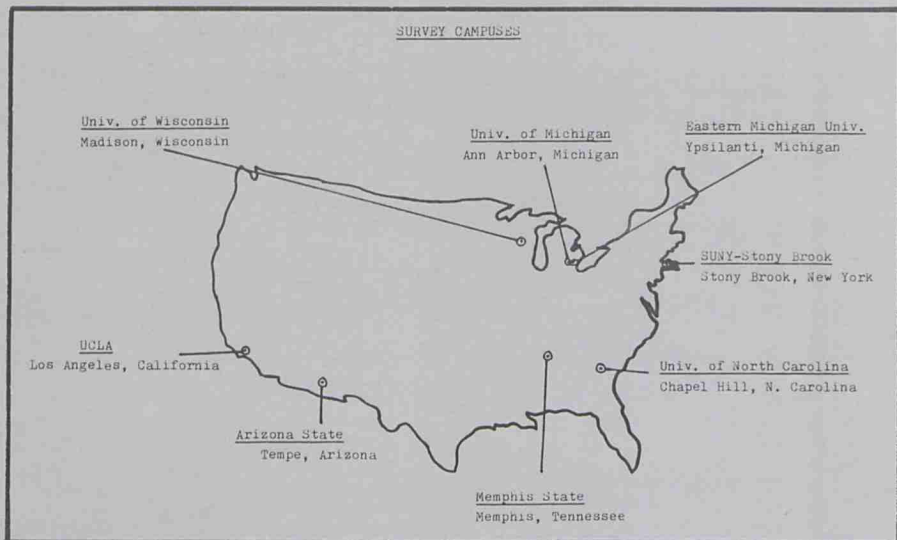 SURVEY CAMPUSES
Univ. of Wisconsin
Madison, Wisconsin
Univ. of Michigan
Ann Arbor, Michigan
Eastern Michigan Univ.
Ypsilanti, Michigan
SUNY-Stony Brook
Stony Brook, New York
UCLA
Los Angeles, California
Univ. of North Carolina
Chapel Hill, N. Carolina
Arizona State
Tempe, Arizona
Memphis State
Memphis, Tennessee